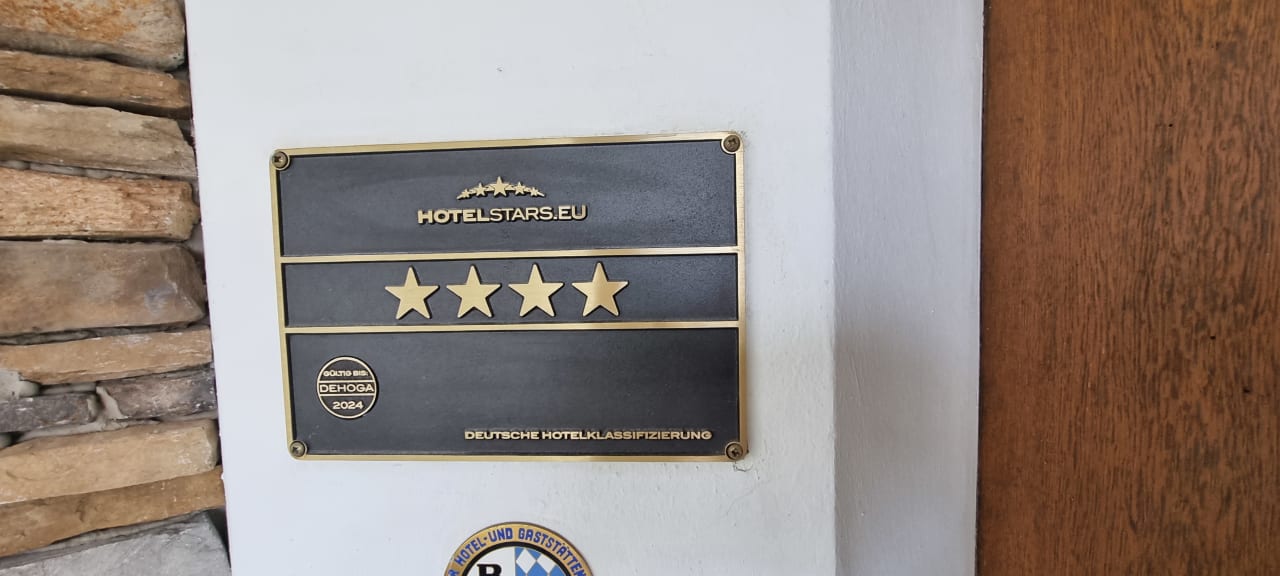 HOTELSTARS.EU
GÜLTIG BIS:
DEHOGA
2024
DEUTSCHE HOTELKLASSIFIZIERUNG
HOTEL-UND GASTSTÄTTEN
B